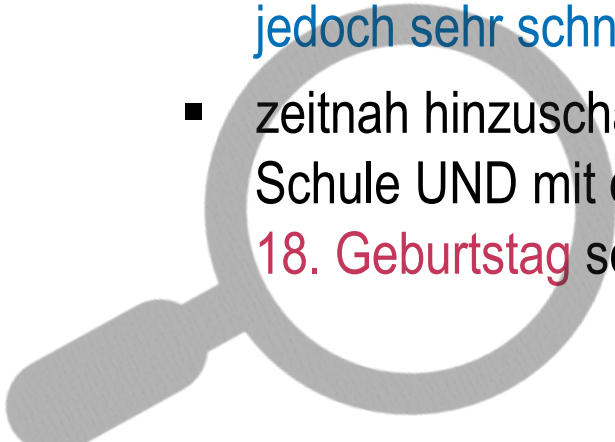 jedoch sehr schn
zeitnah hinzusch
Schule UND mit
18. Geburtstag s